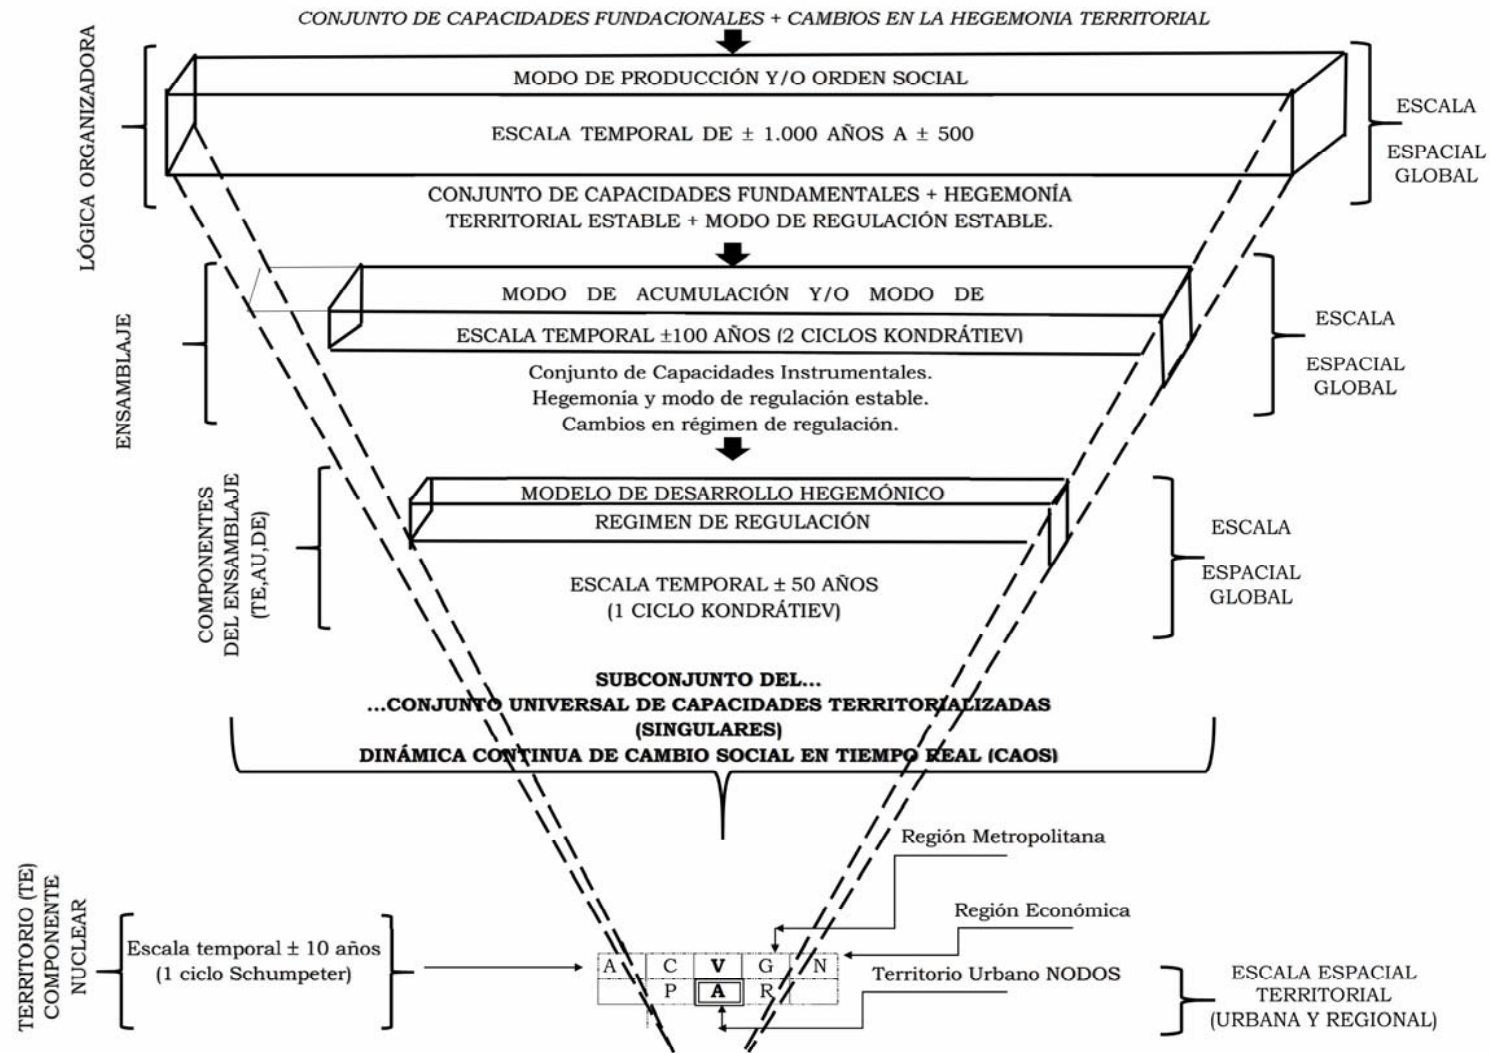 CONJUNTO DE CAPACIDADES FUNDACIONALES + CAMBIOS EN LA HEGEMONIA TERRITORIAL
LÓGICA ORGANIZADORA
MODO DE PRODUCCIÓN Y/O ORDEN SOCIAL
ESCALA TEMPORAL DE ± 1.000 AÑOS A ± 500
ESCALA
ESPACIAL
GLOBAL
CONJUNTO DE CAPACIDADES FUNDAMENTALES + HEGEMONÍA
TERRITORIAL ESTABLE + MODO DE REGULACIÓN ESTABLE.
ENSAMBLAJE
MODO DE ACUMULACIÓN Y/O MODO DE
ESCALA TEMPORAL ±100 AÑOS (2 CICLOS KONDRÁTIEV)
ESCALA
ESPACIAL
GLOBAL
Conjunto de Capacidades Instrumentales.
Hegemonía y modo de regulación estable.
Cambios en régimen de regulación.
COMPONENTES
DEL ENSAMBLAJE
(TE,AU,DE)
MODELO DE DESARROLLO HEGEMÓNICO
REGIMEN DE REGULACIÓN
ESCALA TEMPORAL ± 50 AÑOS
(1 CICLO KONDRÁTIEV)
ESCALA
ESPACIAL
GLOBAL
SUBCONJUNTO DEL...
...CONJUNTO UNIVERSAL DE CAPACIDADES TERRITORIALIZADAS
(SINGULARES)
DINÁMICA CONTINUA DE CAMBIO SOCIAL EN TIEMPO REAL (CAOS)
Región Metropolitana
Región Económica
TERRITORIO (TE)
COMPONENTE
NUCLEAR
Escala temporal ± 10 años
(1 ciclo Schumpeter)
A C V G N
P A R
Territorio Urbano NODOS
ESCALA ESPACIAL
TERRITORIAL
(URBANA Y REGIONAL)